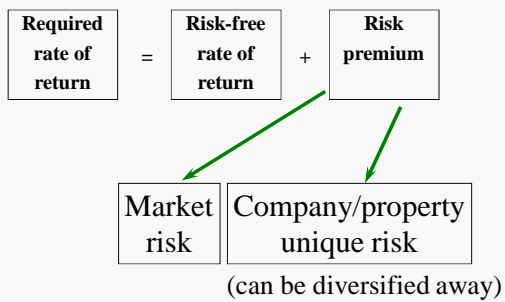 Required
rate of
return
=
Risk-free
rate of
return
+
Risk
premium
Market
risk
Company/property
unique risk
(can be diversified away)